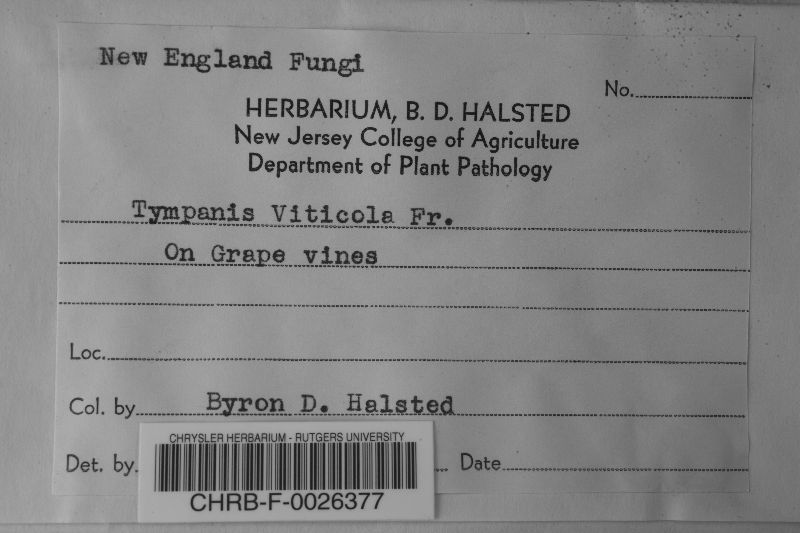 New England Fungi
No.
HERBARIUM, B. D. HALSTED
New Jersey College of Agriculture
Department of Plant Pathology
Tympanis Viticola Fr.
On Grape vines
Loc.
Col. by Byron D. Halsted
Det. by. Date
CHRYSLER HERBARIUM - RUTGERS UNIVERSITY
CHRB-F-0026377